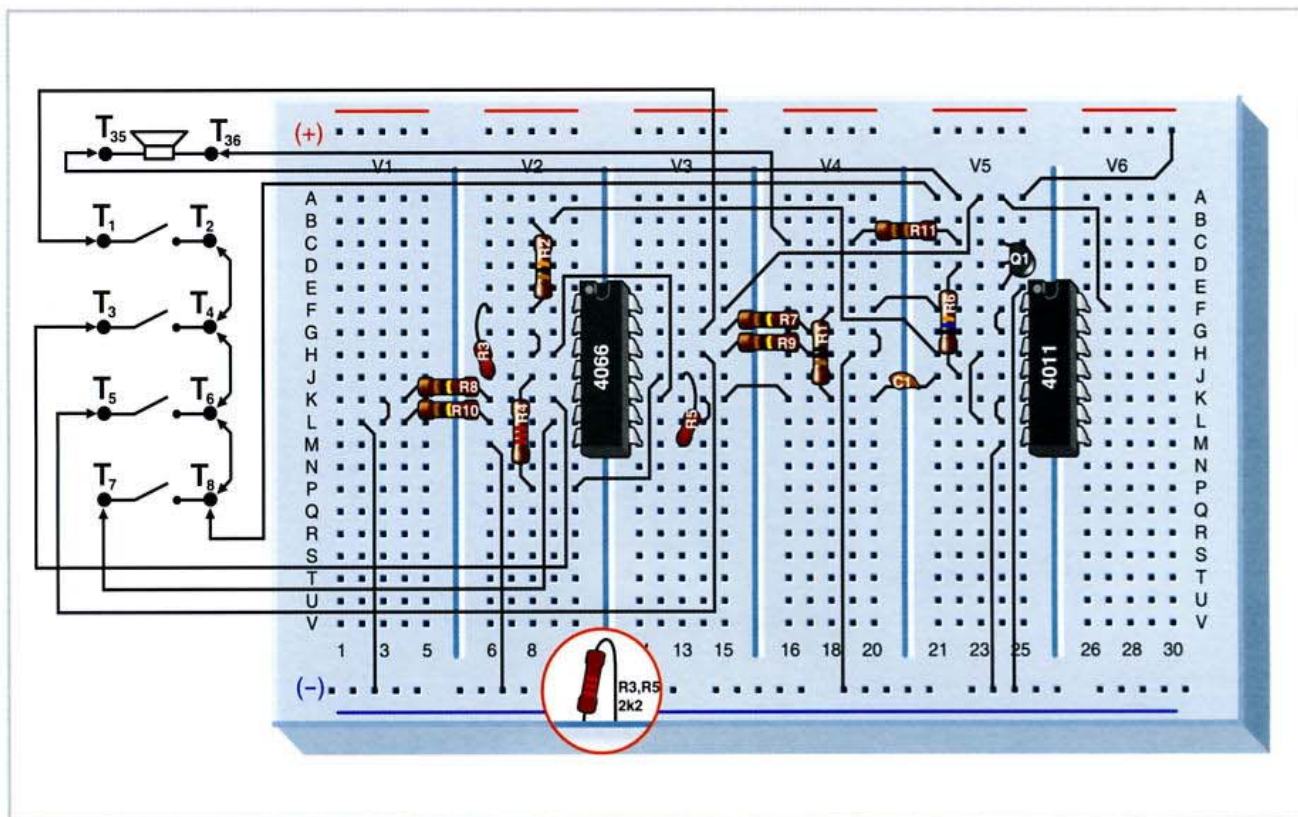 T35 T36
(+)
V1 V2 V3 V4 V5 V6
A A
B R2 R11 B
T1 T2
C C
D Q1 D
E E
F R6 F
T3 T4
G R7 R1 G
H R3 4066 R9 4011 H
J R8 C1 J
T5 T6
K R4 K
L R10 R5 L
M M
N N
T7 T8
P P
Q Q
R R
S S
T T
U U
V V
1 3 5 6 8 13 15 16 18 20 21 23 25 26 28 30
(-)
R3,R5
2k2